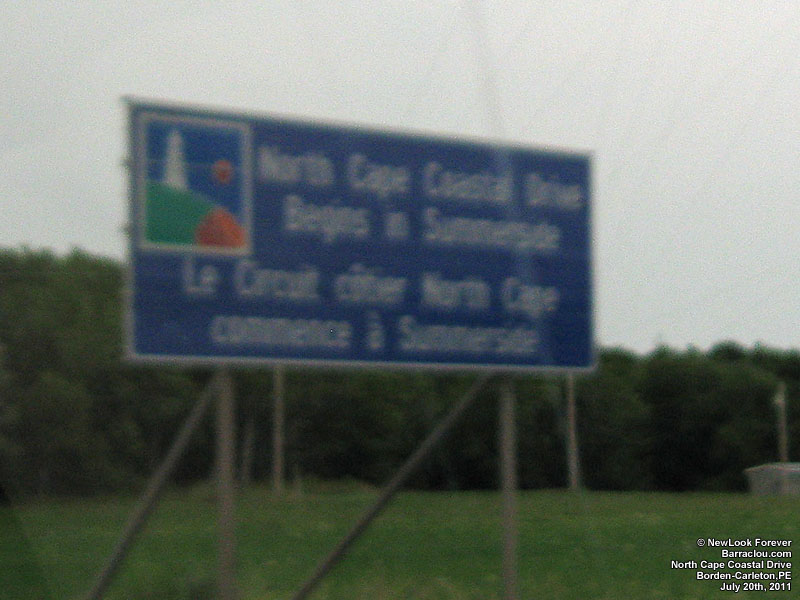 North Cape Coastal Drive
Begins in Summerside
Le Circuit côtier North Cape
commence à Summerside
© NewLook Forever
Barraclou.com
North Cape Coastal Drive
Borden-Carleton,PE
July 20th, 2011